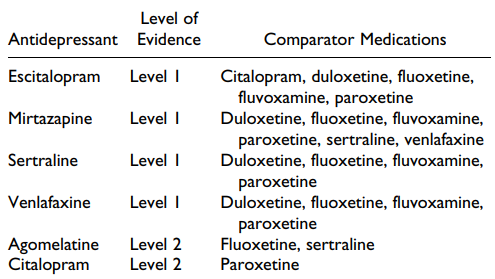 Level of
Antidepressant Evidence Comparator Medications
Escitalopram Level 1 Citalopram, duloxetine, fluoxetine,
fluvoxamine, paroxetine
Mirtazapine Level 1 Duloxetine, fluoxetine, fluvoxamine,
paroxetine, sertraline, venlafaxine
Sertraline Level 1 Duloxetine, fluoxetine, fluvoxamine,
paroxetine
Venlafaxine Level 1 Duloxetine, fluoxetine, fluvoxamine,
paroxetine
Agomelatine Level 2 Fluoxetine, sertraline
Citalopram Level 2 Paroxetine